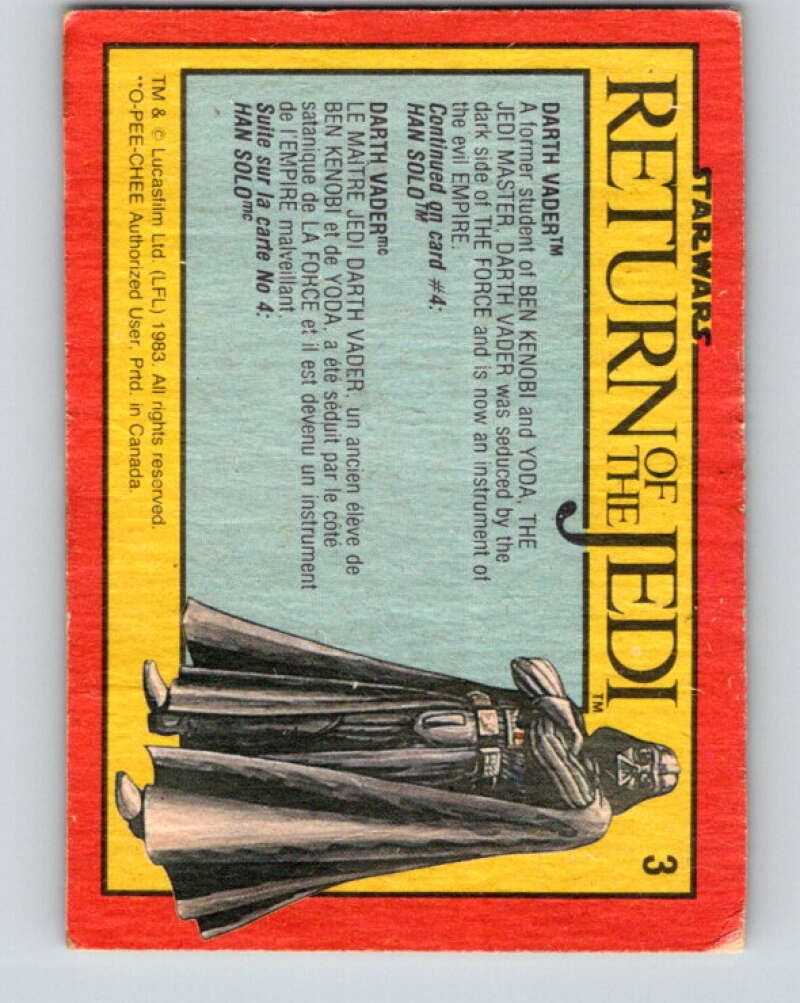 STAR WARS
RETURN OF THE JEDI™
3
DARTH VADER™
A former student of BEN KENOBI and YODA, THE
JEDI MASTER, DARTH VADER was seduced by the
dark side of THE FORCE and is now an instrument of
the evil EMPIRE.
Continued on card #4:
HAN SOLO™
DARTH VADERmc
LE MAÎTRE JEDI DARTH VADER, un ancien élève de
BEN KENOBI et de YODA, a été séduit par le côté
satanique de LA FORCE et il est devenu un instrument
de l'EMPIRE malveillant.
Suite sur la carte No 4:
HAN SOLOmc
TM & © Lucasfilm Ltd. (LFL) 1983. All rights reserved.
**O-PEE-CHEE Authorized User. Prtd. in Canada.